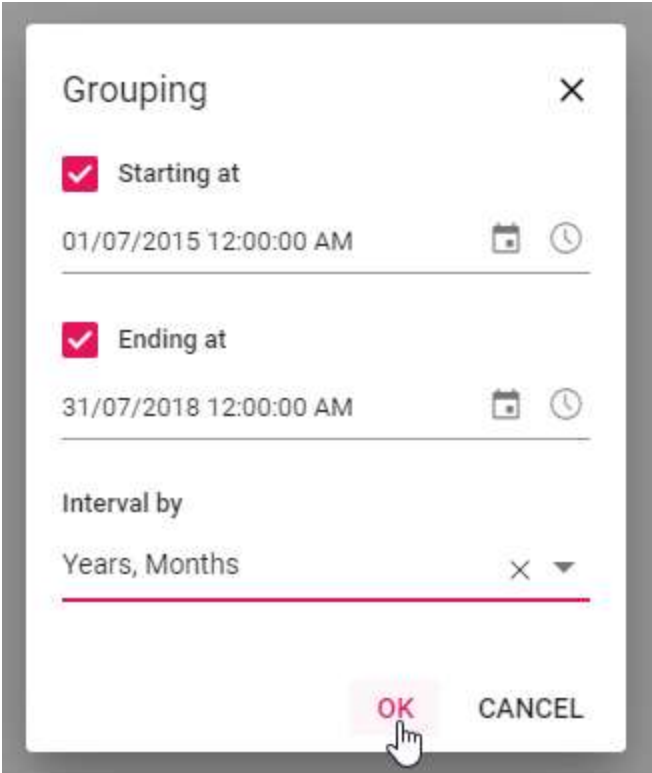 Grouping
Starting at
01/07/2015 12:00:00 AM
Ending at
31/07/2018 12:00:00 AM
Interval by
Years, Months
OK CANCEL